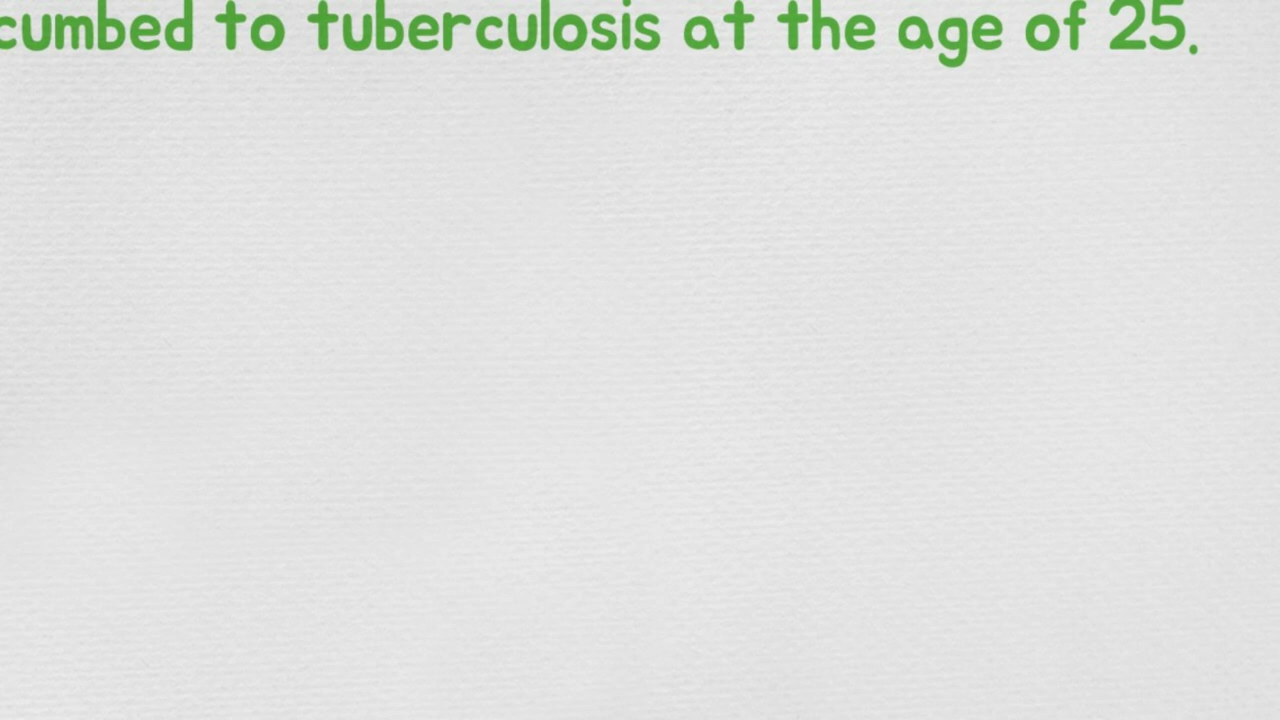 cumbed to tuberculosis at the age of 25.